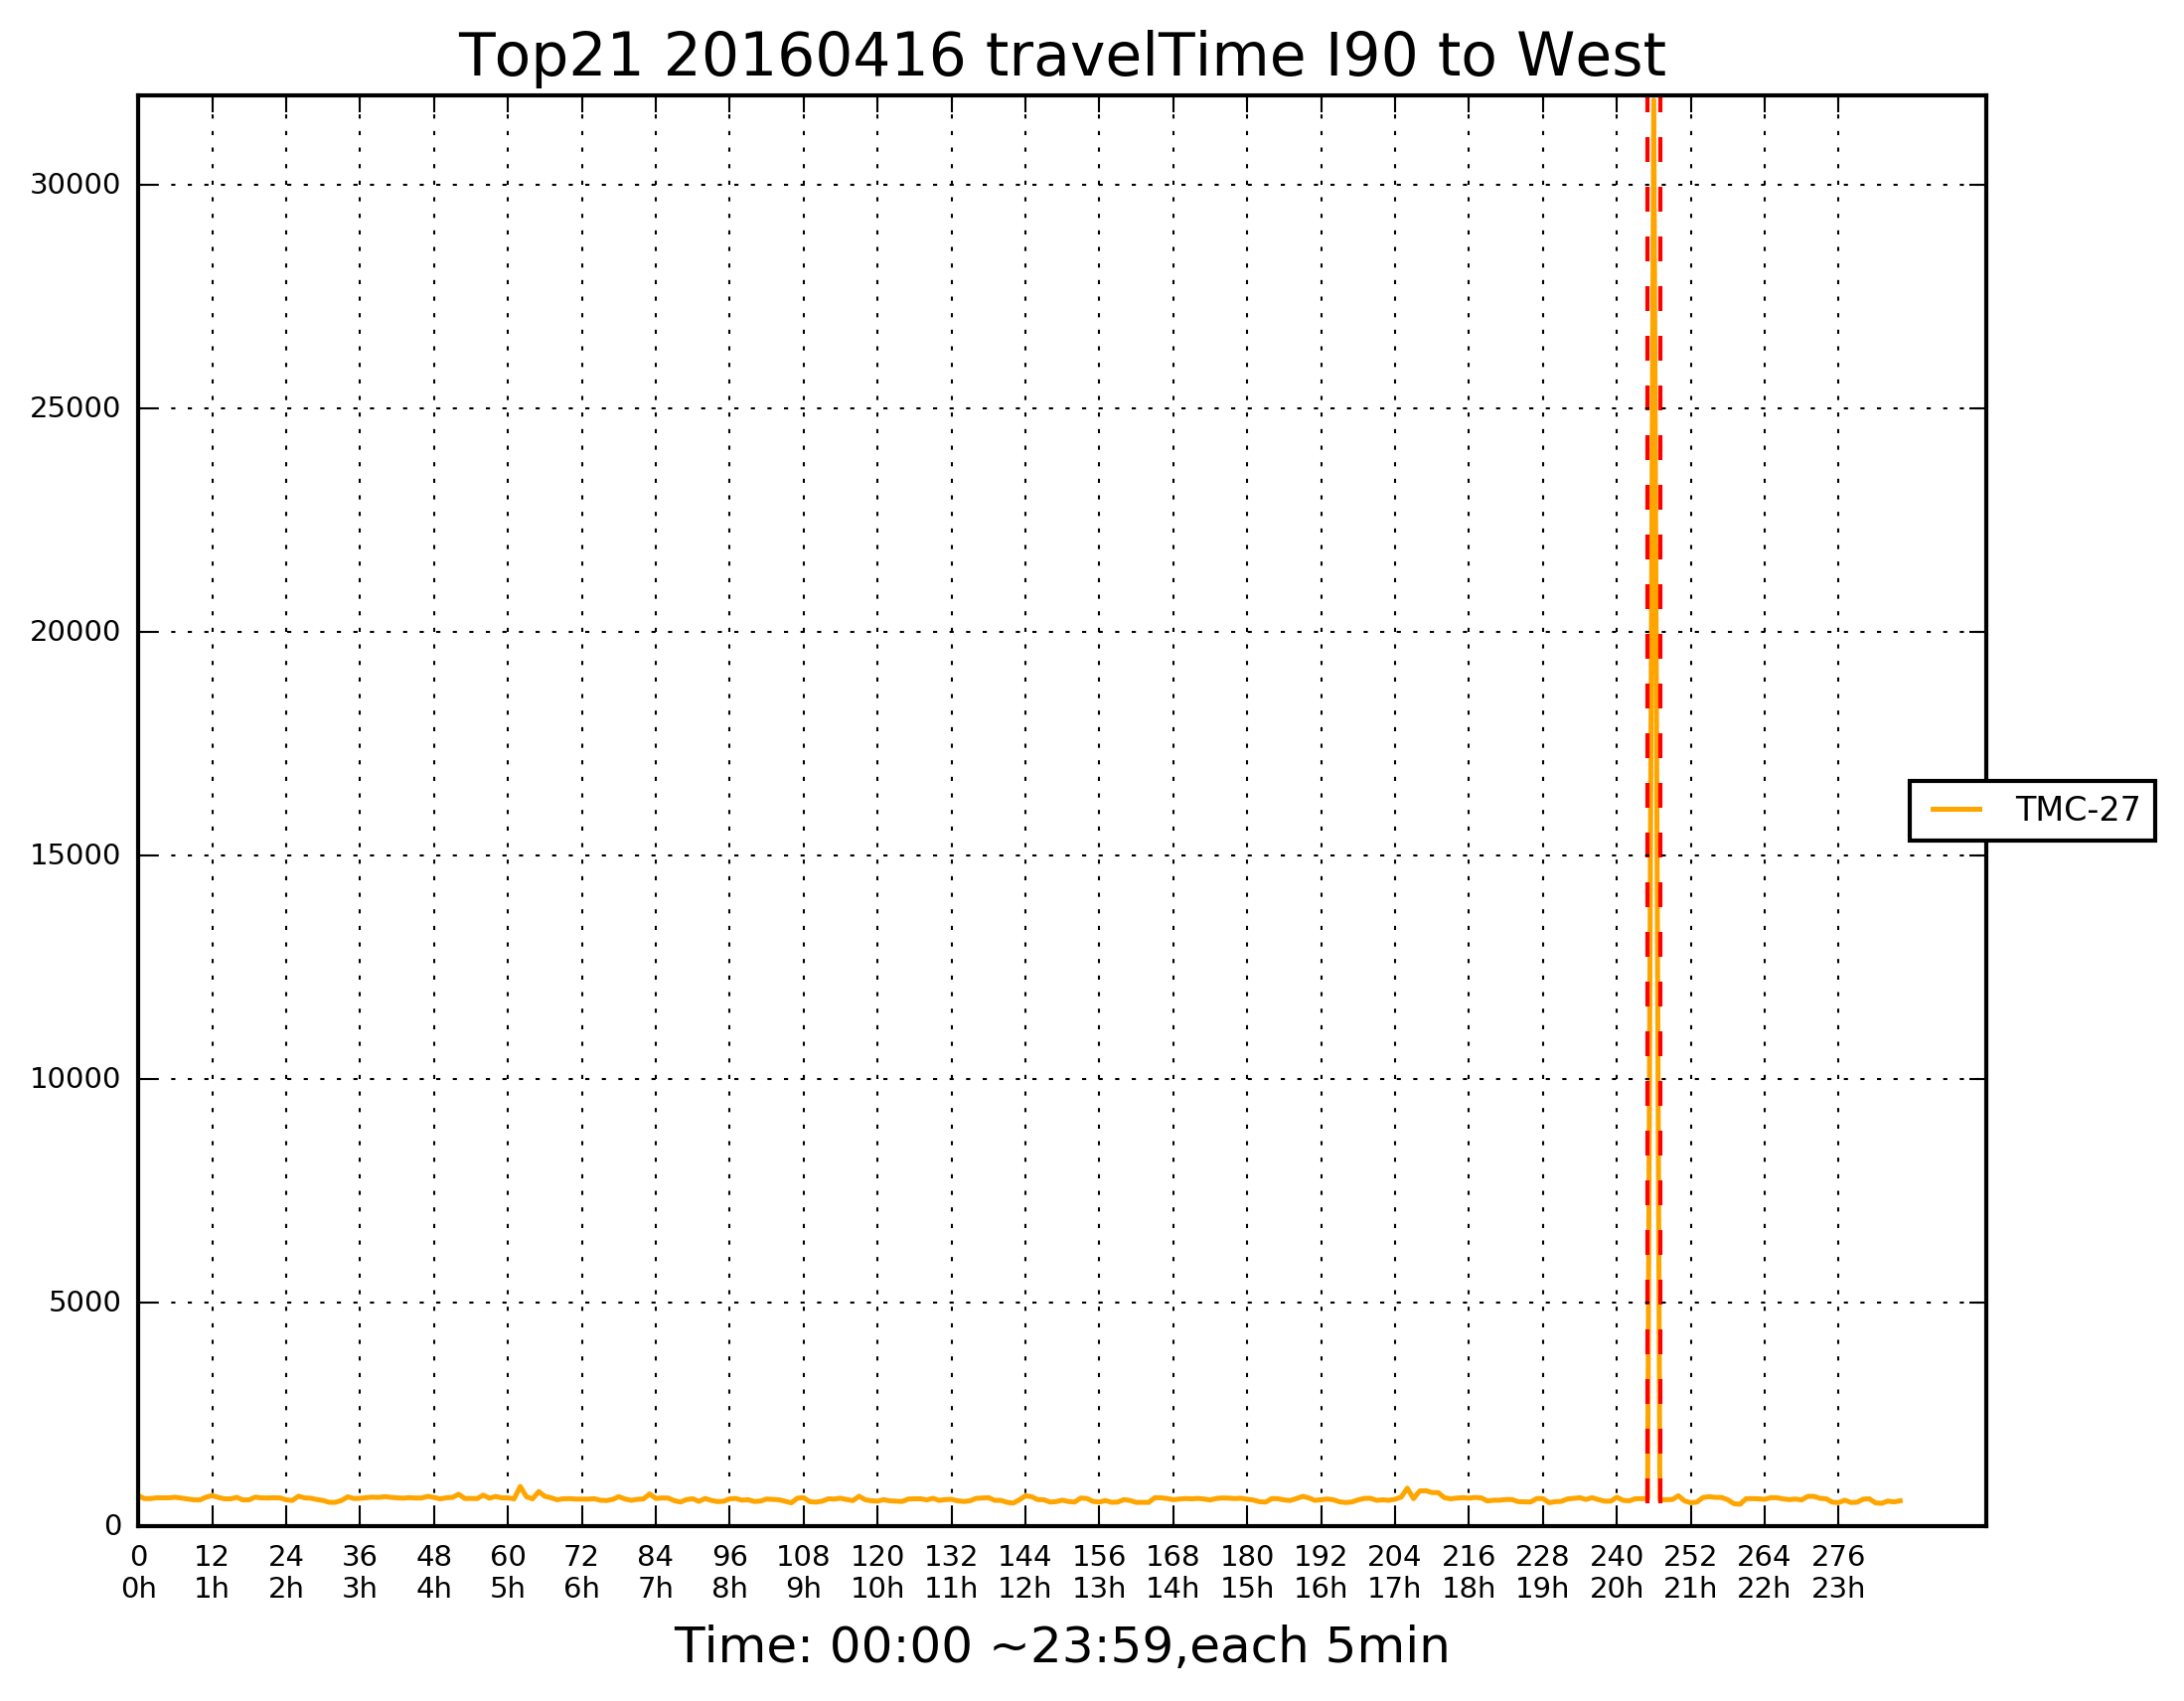 Top21 20160416 travelTime I90 to West
30000
25000
20000
15000
10000
5000
0
TMC-27
0 12 24 36 48 60 72 84 96 108 120 132 144 156 168 180 192 204 216 228 240 252 264 276
0h 1h 2h 3h 4h 5h 6h 7h 8h 9h 10h 11h 12h 13h 14h 15h 16h 17h 18h 19h 20h 21h 22h 23h
Time: 00:00 ~23:59,each 5min